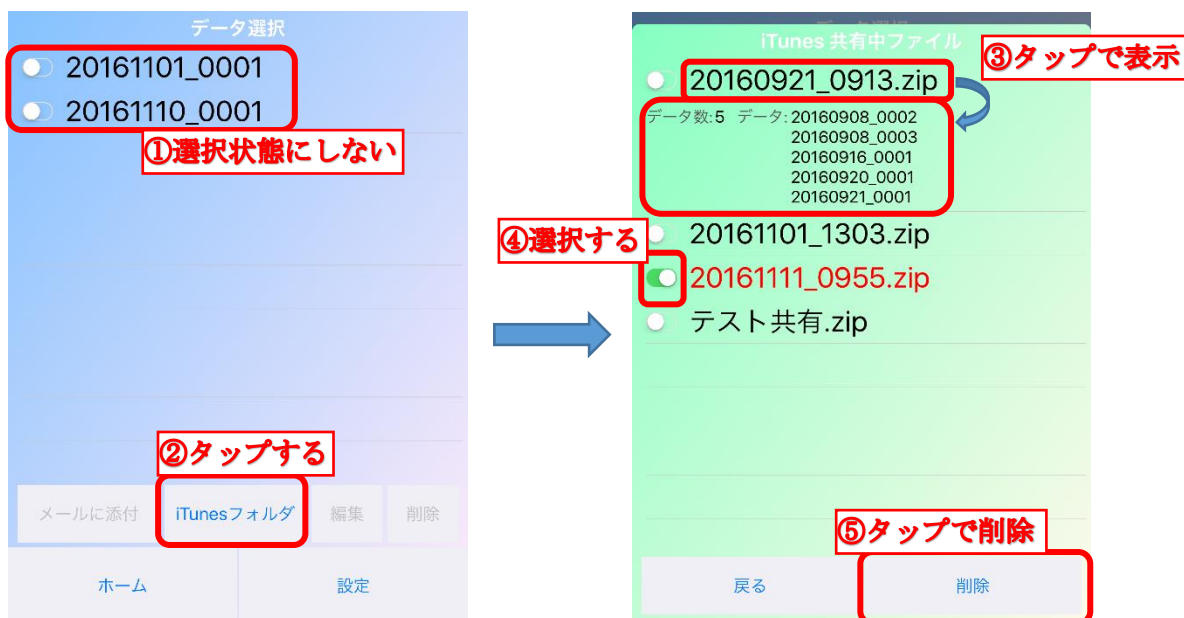 データ選択
20161101_0001
20161110_0001
①選択状態にしない
②タップする
メールに添付
iTunesフォルダ
編集
削除
ホーム
設定
iTunes 共有中ファイル
③タップで表示
20160921_0913.zip
データ数:5 データ:20160908_0002
20160908_0003
20160916_0001
20160920_0001
20160921_0001
④選択する
20161101_1303.zip
20161111_0955.zip
テスト共有.zip
⑤タップで削除
戻る
削除